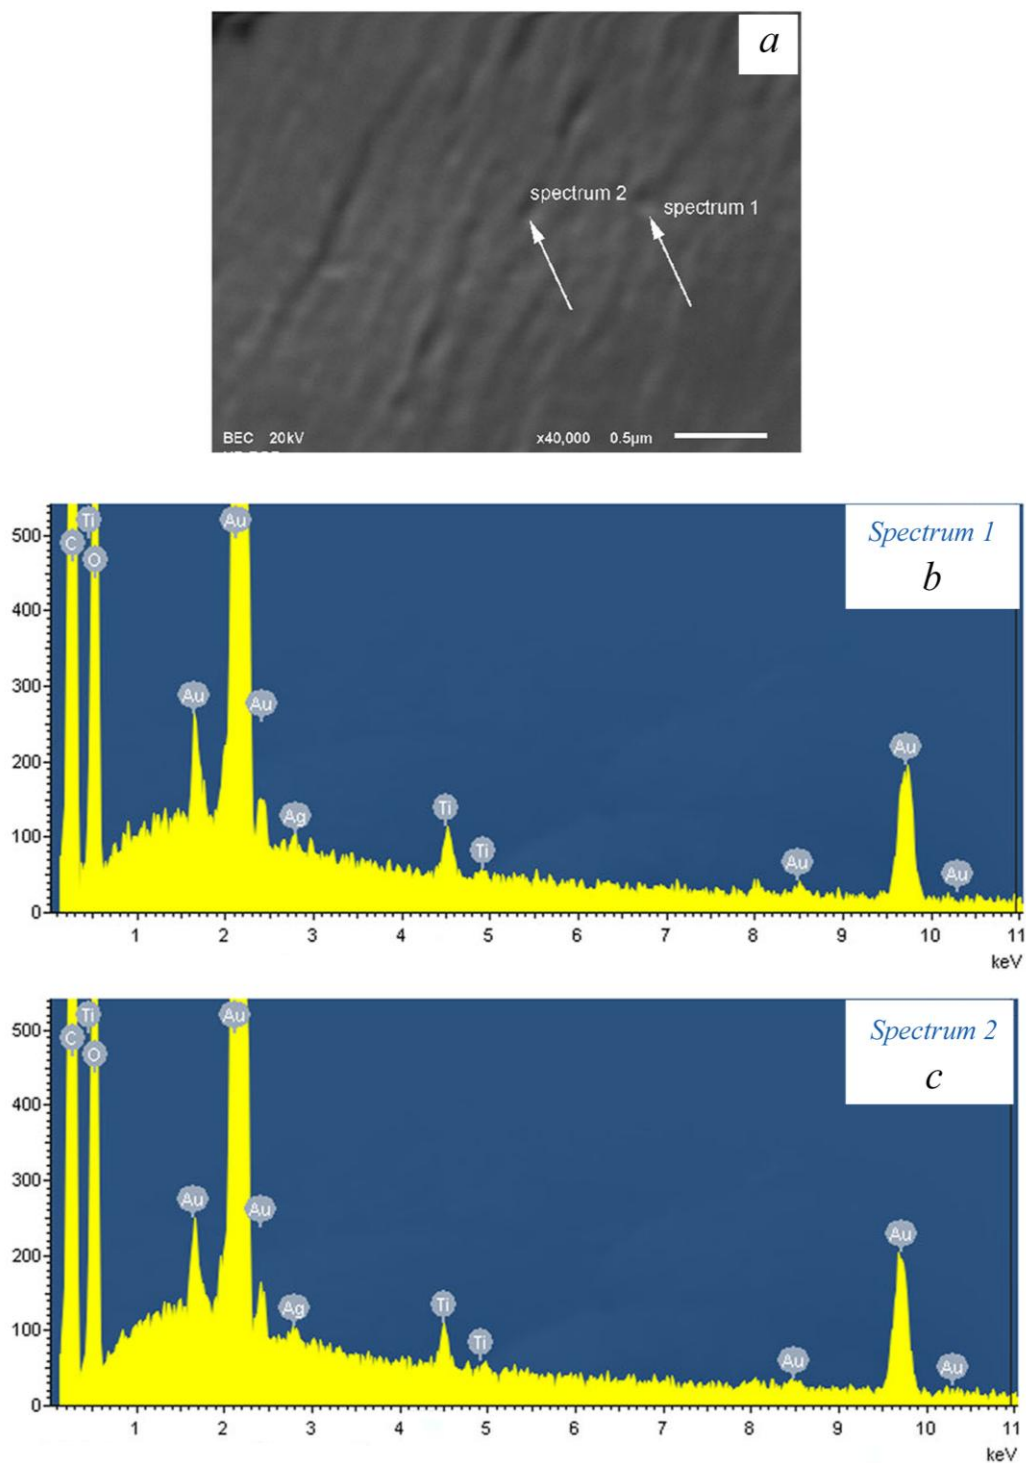 a
spectrum 2
spectrum 1
BEC 20kV x40,000 0.5µm
Spectrum 1
b
500
400
300
200
100
0
C
Ti
O
Au
Au
Au
Ag
Ti
Ti
Au
Au
Au
1 2 3 4 5 6 7 8 9 10 11
keV
Spectrum 2
c
500
400
300
200
100
0
C
Ti
O
Au
Au
Au
Ag
Ti
Ti
Au
Au
Au
1 2 3 4 5 6 7 8 9 10 11
keV